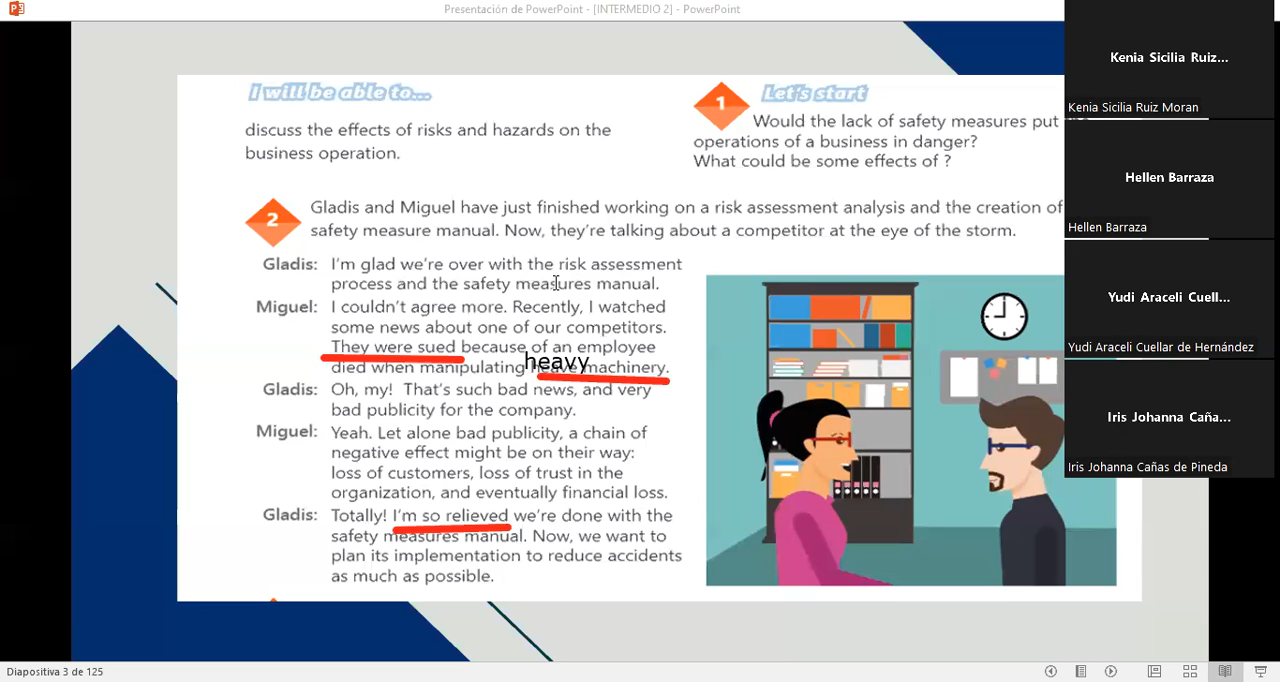 Presentación de PowerPoint - [INTERMEDIO 2] - PowerPoint
I will be able to...
discuss the effects of risks and hazards on the
business operation.
1
Let's start
Would the lack of safety measures put
operations of a business in danger?
What could be some effects of ?
2
Gladis and Miguel have just finished working on a risk assessment analysis and the creation of
safety measure manual. Now, they're talking about a competitor at the eye of the storm.
Gladis: I'm glad we're over with the risk assessment
process and the safety measures manual.
Miguel: I couldn't agree more. Recently, I watched
some news about one of our competitors.
They were sued because of an employee
heavy
died when manipulating heave machinery.
Gladis: Oh, my! That's such bad news, and very
bad publicity for the company.
Miguel: Yeah. Let alone bad publicity, a chain of
negative effect might be on their way:
loss of customers, loss of trust in the
organization, and eventually financial loss.
Gladis: Totally! I'm so relieved we're done with the
safety measures manual. Now, we want to
plan its implementation to reduce accidents
as much as possible.
Kenia Sicilia Ruiz...
Kenia Sicilia Ruiz Moran
Hellen Barraza
Hellen Barraza
Yudi Araceli Cuell...
Yudi Araceli Cuellar de Hernández
Iris Johanna Caña...
Iris Johanna Cañas de Pineda
Diapositiva 3 de 125